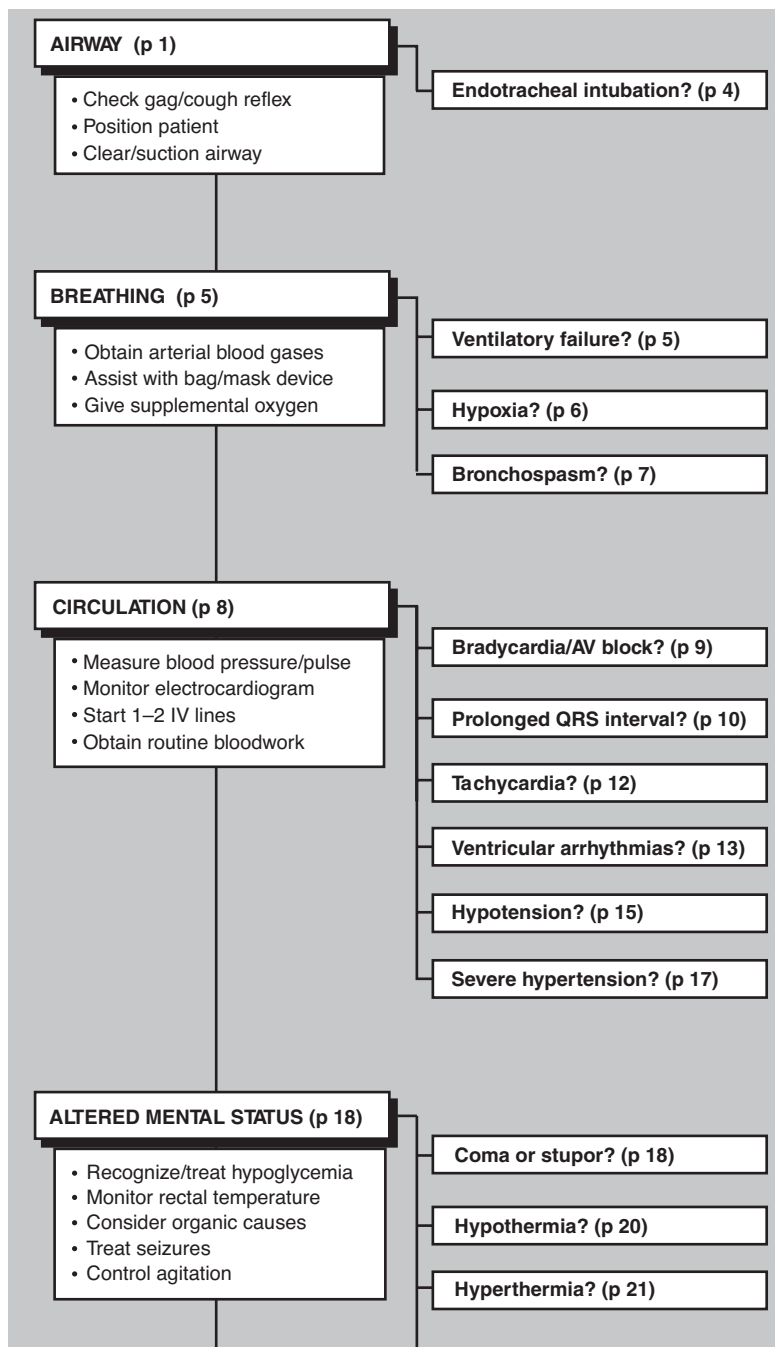 AIRWAY (p 1)
• Check gag/cough reflex
• Position patient
• Clear/suction airway
Endotracheal intubation? (p 4)
BREATHING (p 5)
• Obtain arterial blood gases
• Assist with bag/mask device
• Give supplemental oxygen
Ventilatory failure? (p 5)
Hypoxia? (p 6)
Bronchospasm? (p 7)
CIRCULATION (p 8)
• Measure blood pressure/pulse
• Monitor electrocardiogram
• Start 1–2 IV lines
• Obtain routine bloodwork
Bradycardia/AV block? (p 9)
Prolonged QRS interval? (p 10)
Tachycardia? (p 12)
Ventricular arrhythmias? (p 13)
Hypotension? (p 15)
Severe hypertension? (p 17)
ALTERED MENTAL STATUS (p 18)
• Recognize/treat hypoglycemia
• Monitor rectal temperature
• Consider organic causes
• Treat seizures
• Control agitation
Coma or stupor? (p 18)
Hypothermia? (p 20)
Hyperthermia? (p 21)